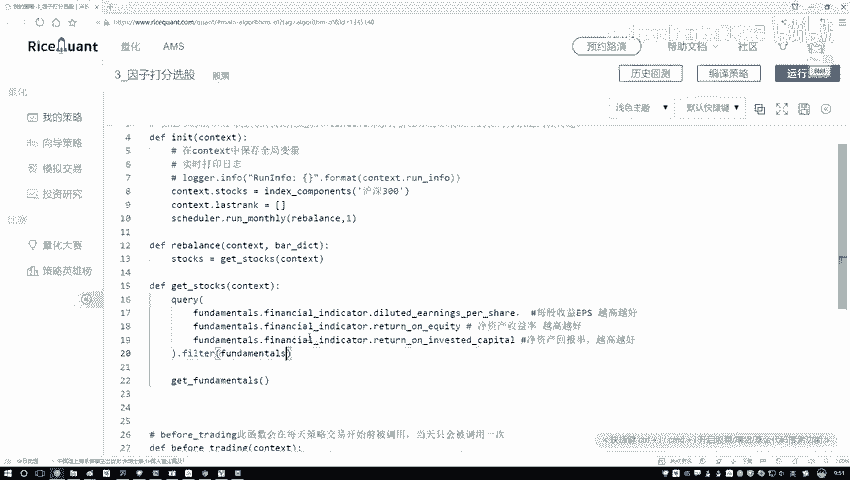 RiceQuant
量化
AMS
预约路演
帮助文档
社区
3_因子打分选股
股票
历史回测
编译策略
浅色主题
默认快捷键
我的策略
向导策略
模拟交易
投资研究
量化大赛
策略英雄榜
4 def init(context):
5 # 在context中保存全局变量
6 # 实时打印日志
7 # logger.info("RunInfo: {}".format(context.run_info))
8 context.stocks = index_components('沪深300')
9 context.lastrank = []
10 scheduler.run_monthly(rebalance,1)
11
12 def rebalance(context, bar_dict):
13 stocks = get_stocks(context)
14
15 def get_stocks(context):
16 query(
17 fundamentals.financial_indicator.diluted_earnings_per_share, #每股收益EPS 越高越好
18 fundamentals.financial_indicator.return_on_equity # 净资产收益率 越高越好
19 fundamentals.financial_indicator.return_on_invested_capital #净资产回报率，越高越好
20 ).filter(fundamentals)
21
22 get_fundamentals()
23
24
25
26 # before_trading此函数会在每天策略交易开始前被调用，当天只会被调用一次
27 def before_trading(context):
9:51